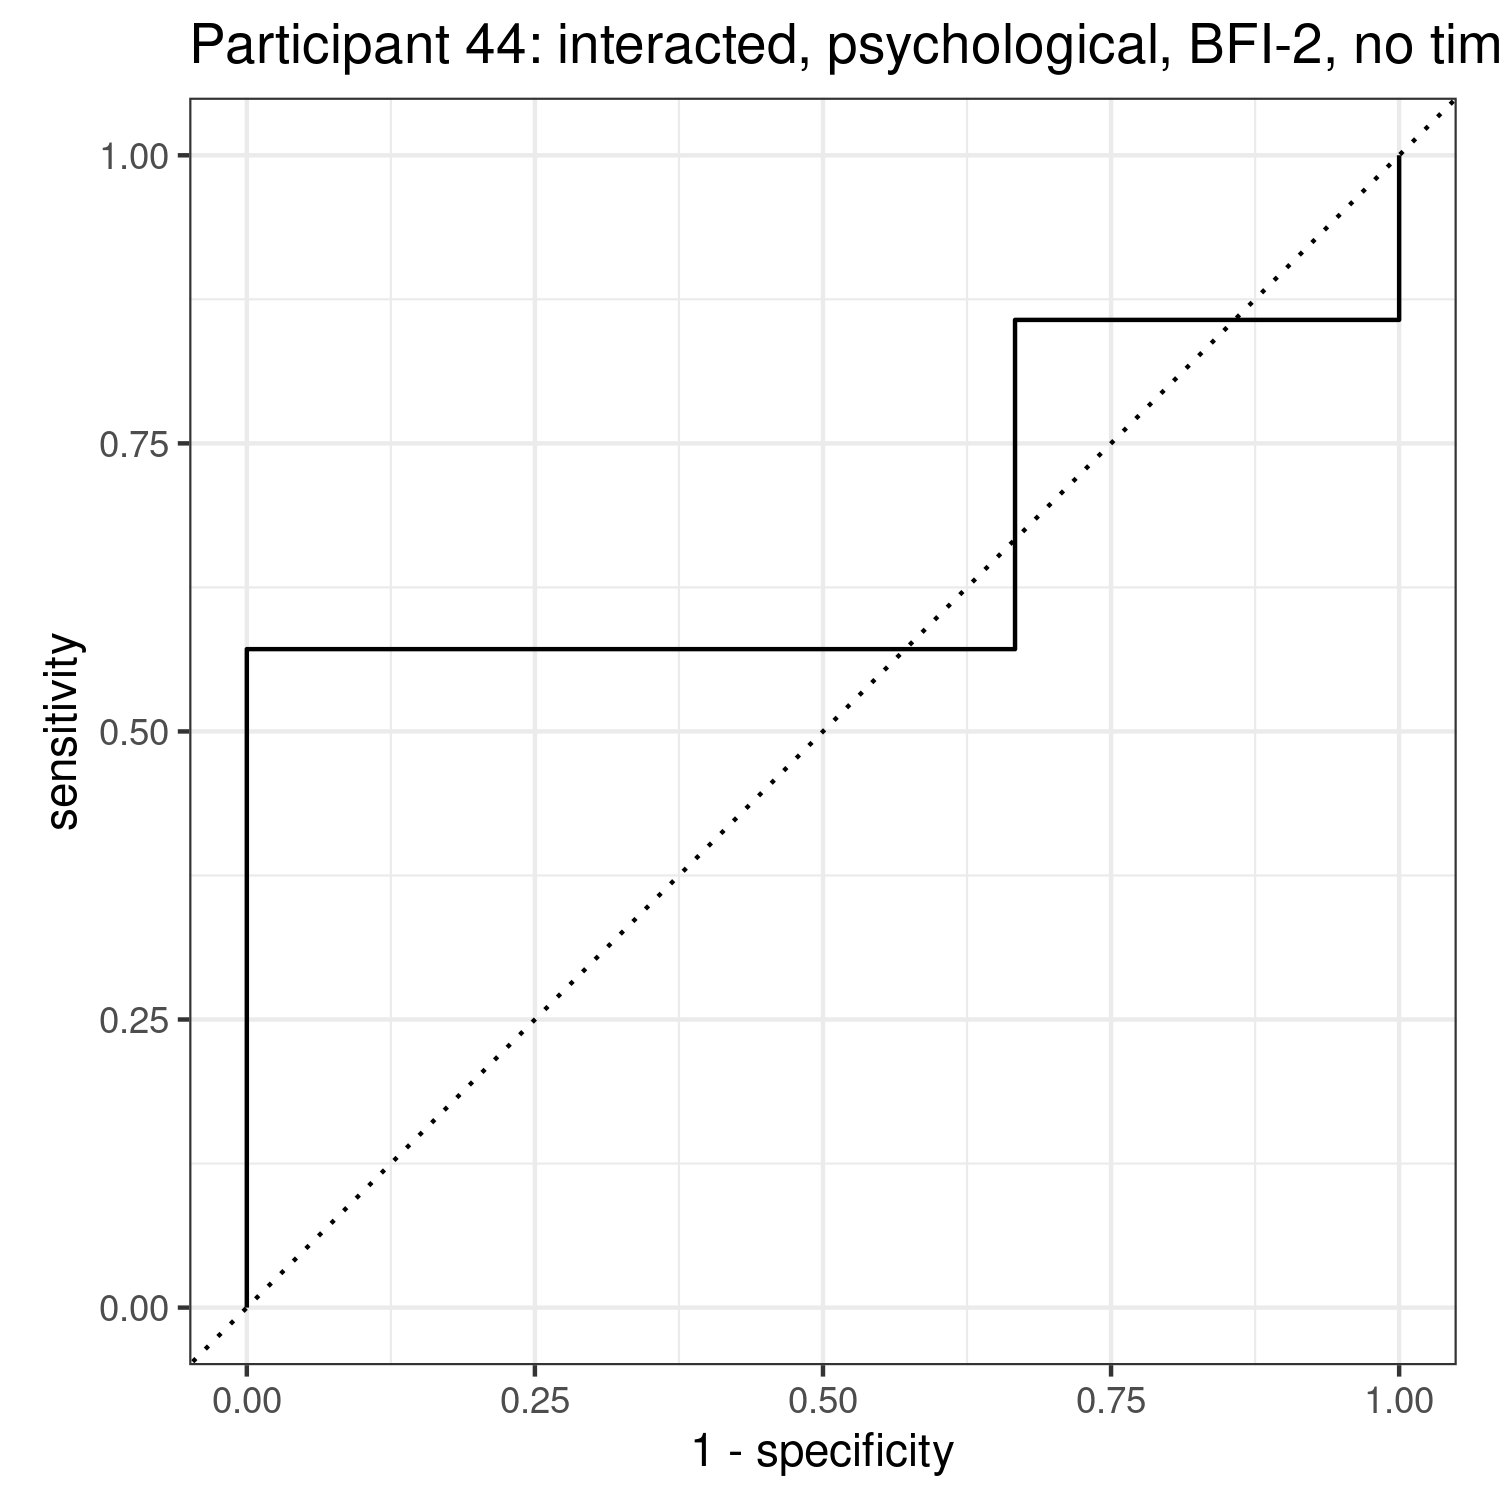 Participant 44: interacted, psychological, BFI-2, no tim
1.00
0.75
0.50
0.25
0.00
sensitivity
0.00 0.25 0.50 0.75 1.00
1 - specificity